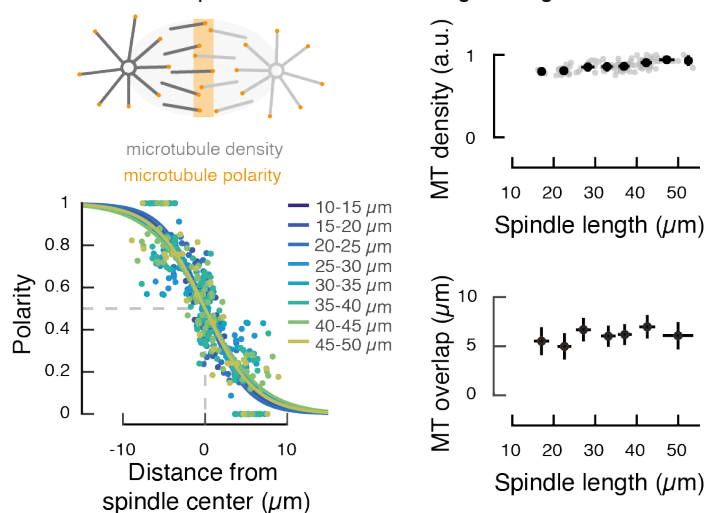 microtubule density
microtubule polarity
1
0.8
0.6
0.4
0.2
0
Polarity
-10
0
10
Distance from
spindle center (µm)
10-15 µm
15-20 µm
20-25 µm
25-30 µm
30-35 µm
35-40 µm
40-45 µm
45-50 µm
MT density (a.u.)
1
0
10
20
30
40
50
Spindle length (µm)
MT overlap (µm)
10
5
0
10
20
30
40
50
Spindle length (µm)